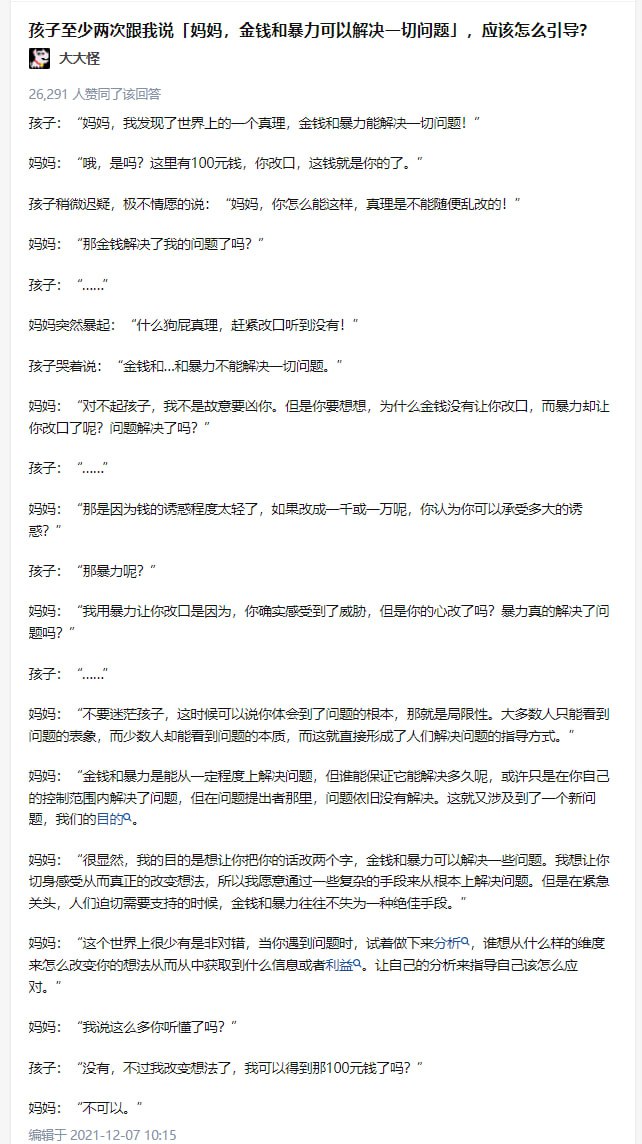 孩子至少两次跟我说「妈妈，金钱和暴力可以解决一切问题」，应该怎么引导？
大大怪
26,291 人赞同了该回答
孩子：“妈妈，我发现了世界上的一个真理，金钱和暴力能解决一切问题！”
妈妈：“哦，是吗？这里有100元钱，你改口，这钱就是你的了。”
孩子稍微迟疑，极不情愿的说：“妈妈，你怎么能这样，真理是不能随便乱改的！”
妈妈：“那金钱解决了我的问题了吗？”
孩子：“……”
妈妈突然暴起：“什么狗屁真理，赶紧改口听到没有！”
孩子哭着说：“金钱和…和暴力不能解决一切问题。”
妈妈：“对不起孩子，我不是故意要凶你。但是你要想想，为什么金钱没有让你改口，而暴力却让
你改口了呢？问题解决了吗？”
孩子：“……”
妈妈：“那是因为钱的诱惑程度太轻了，如果改成一千或一万呢，你认为你可以承受多大的诱
惑？”
孩子：“那暴力呢？”
妈妈：“我用暴力让你改口是因为，你确实感受到了威胁，但是你的心改了吗？暴力真的解决了问
题吗？”
孩子：“……”
妈妈：“不要迷茫孩子，这时候可以说你体会到了问题的根本，那就是局限性。大多数人只能看到
问题的表象，而少数人却能看到问题的本质，而这就直接形成了人们解决问题的指导方式。”
妈妈：“金钱和暴力是能从一定程度上解决问题，但谁能保证它能解决多久呢，或许只是在你自己
的控制范围内解决了问题，但在问题提出者那里，问题依旧没有解决。这就又涉及到了一个新问
题，我们的目的。
妈妈：“很显然，我的目的是想让你把你的话改两个字，金钱和暴力可以解决一些问题。我想让你
切身感受从而真正的改变想法，所以我愿意通过一些复杂的手段来从根本上解决问题。但是在紧急
关头，人们迫切需要支持的时候，金钱和暴力往往不失为一种绝佳手段。”
妈妈：“这个世界上很少有是非对错，当你遇到问题时，试着做下来分析，谁想从什么样的维度
来怎么改变你的想法从而从中获取到什么信息或者利益。让自己的分析来指导自己该怎么应
对。”
妈妈：“我说这么多你听懂了吗？”
孩子：“没有，不过我改变想法了，我可以得到那100元钱了吗？”
妈妈：“不可以。”
编辑于 2021-12-07 10:15